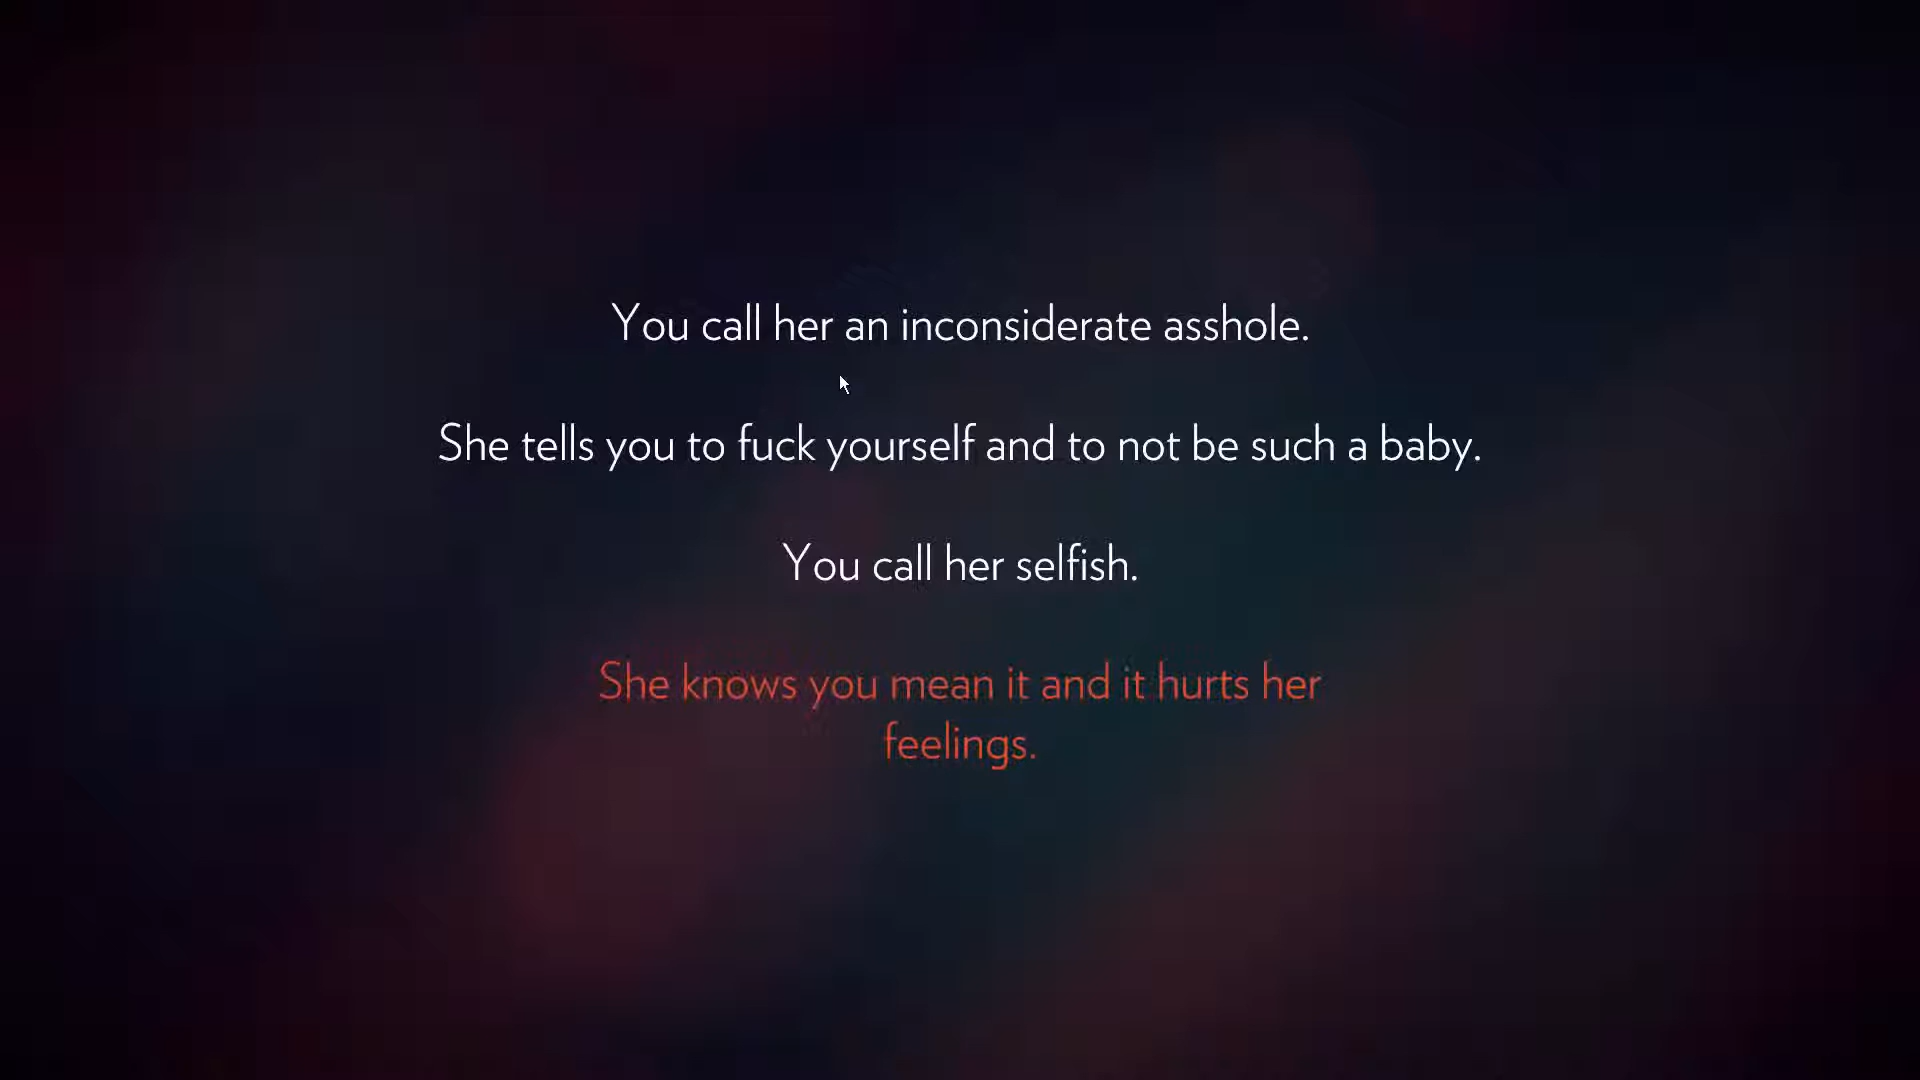 You call her an inconsiderate asshole.
She tells you to fuck yourself and to not be such a baby.
You call her selfish.
She knows you mean it and it hurts her
feelings.